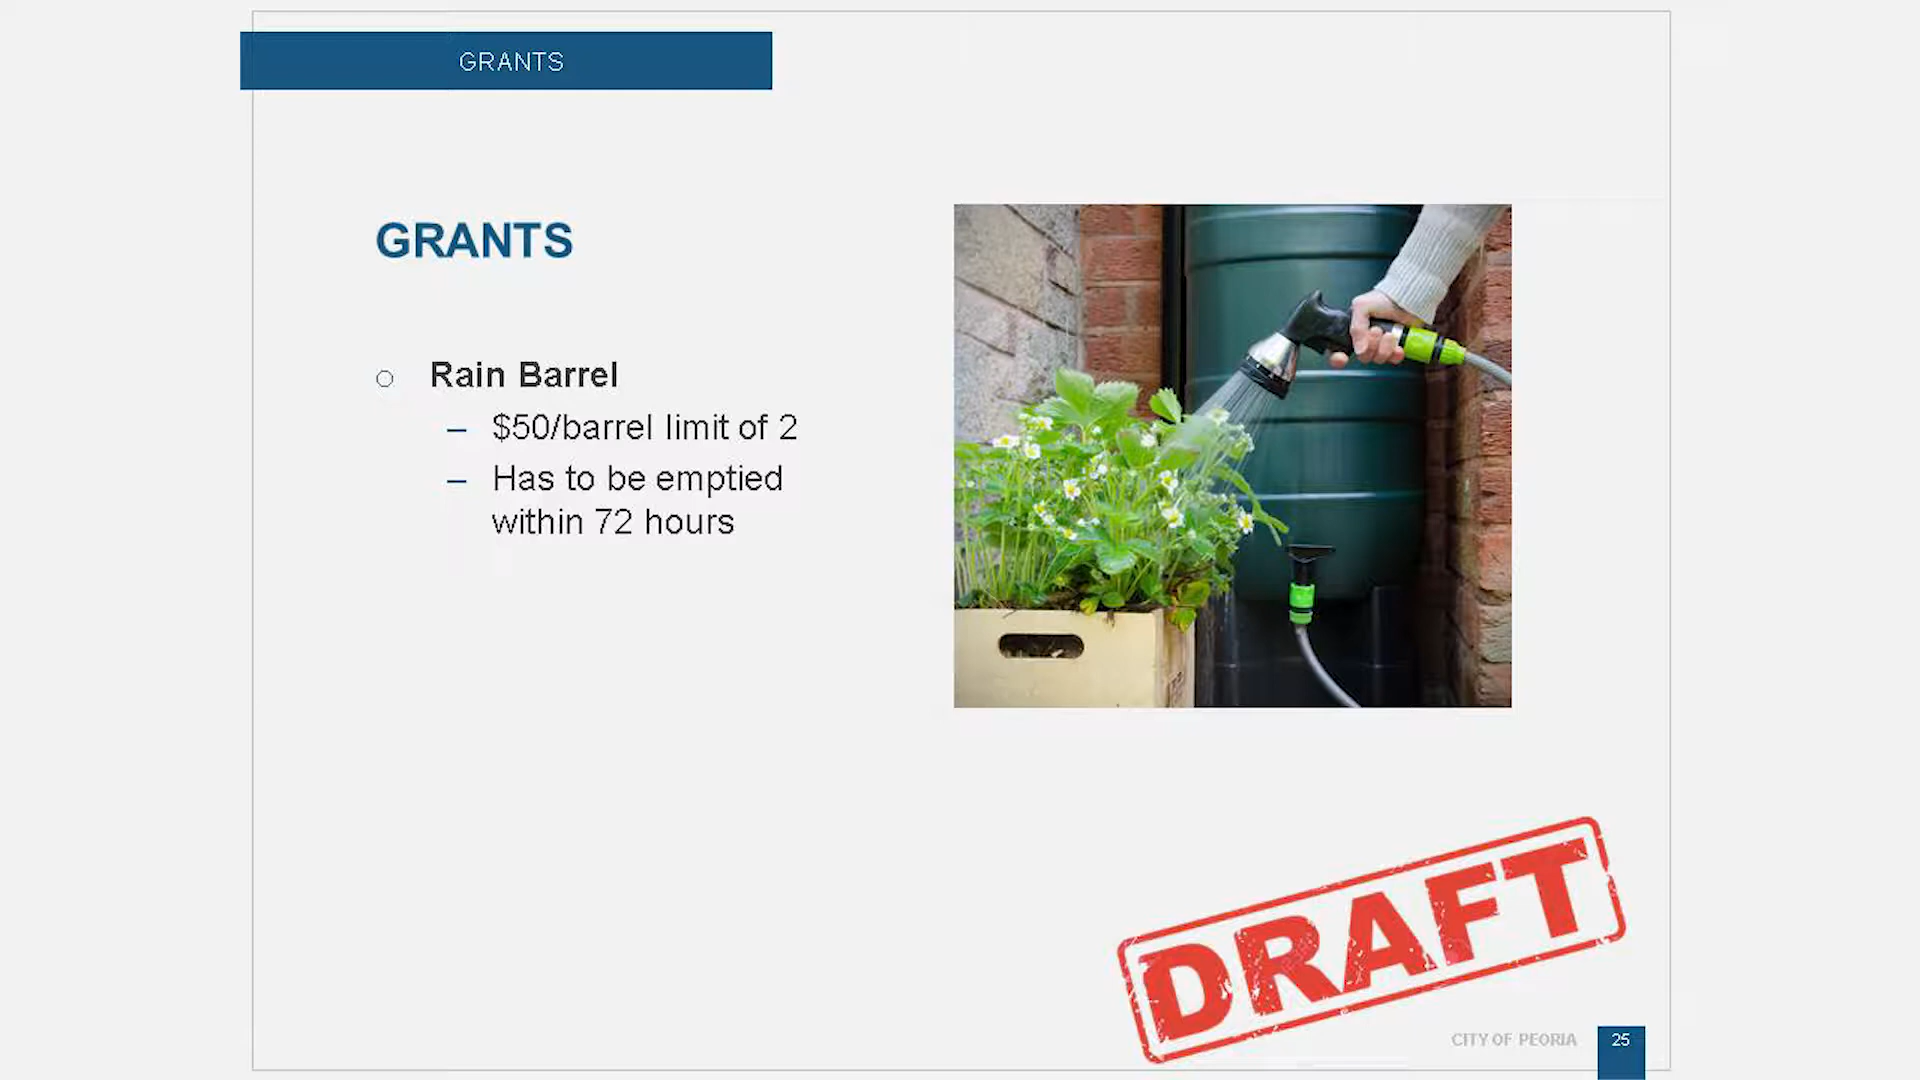 GRANTS
GRANTS
Rain Barrel
– $50/barrel limit of 2
– Has to be emptied
within 72 hours
DRAFT
CITY OF PEORIA 25